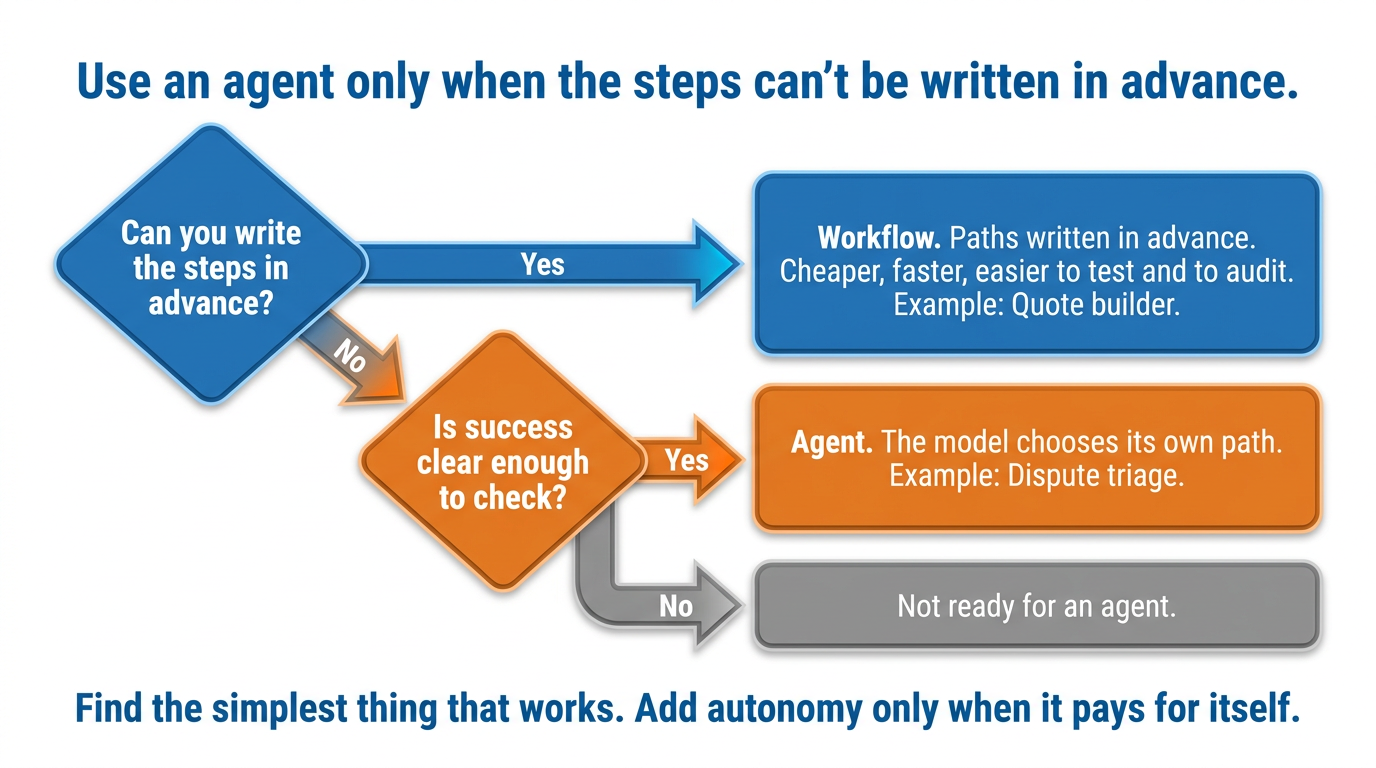 Use an agent only when the steps can’t be written in advance.
Can you write
the steps in
advance?
Yes
Workflow. Paths written in advance.
Cheaper, faster, easier to test and to audit.
Example: Quote builder.
No
Is success
clear enough
to check?
Yes
Agent. The model chooses its own path.
Example: Dispute triage.
No
Not ready for an agent.
Find the simplest thing that works. Add autonomy only when it pays for itself.